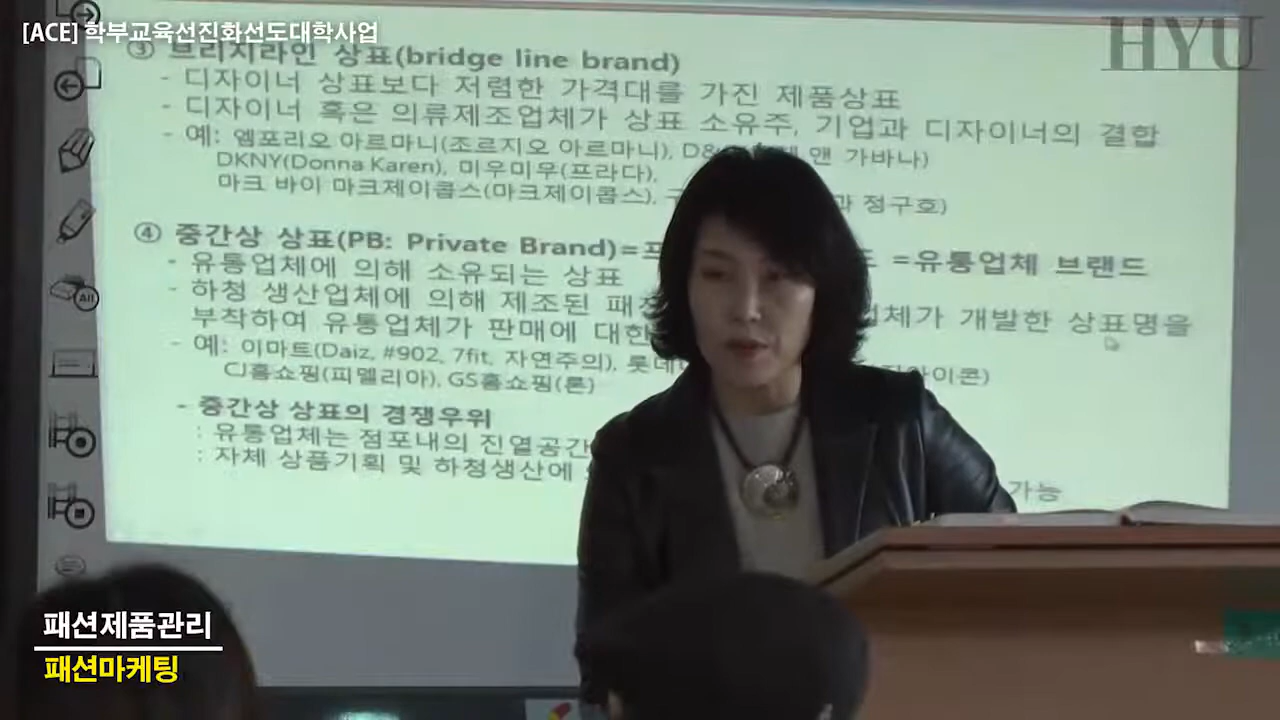 [ACE] 학부교육선진화선도대학사업
HYU
③ 브리지라인 상표(bridge line brand)
- 디자이너 상표보다 저렴한 가격대를 가진 제품상표
- 디자이너 혹은 의류제조업체가 상표 소유주, 기업과 디자이너의 결합
- 예: 엠포리오 아르마니(조르지오 아르마니), 앤 가바나)
DKNY(Donna Karen), 미우미우(프라다),
마크 바이 마크제이콥스(마크제이콥스), 정구호)
④ 중간상 상표(PB: Private Brand)= =유통업체 브랜드
- 유통업체에 의해 소유되는 상표
- 하청 생산업체에 의해 제조된 개발한 상표명을
부착하여 유통업체가 판매에 대한
- 예: 이마트(Daiz, #902, 7fit, 자연주의),
CJ홈쇼핑(피델리아), GS홈쇼핑(론)
- 중간상 상표의 경쟁우위
: 유통업체는 점포내의 진열공간
: 자체 상품기획 및 하청생산에 가능
All
패션제품관리
패션마케팅